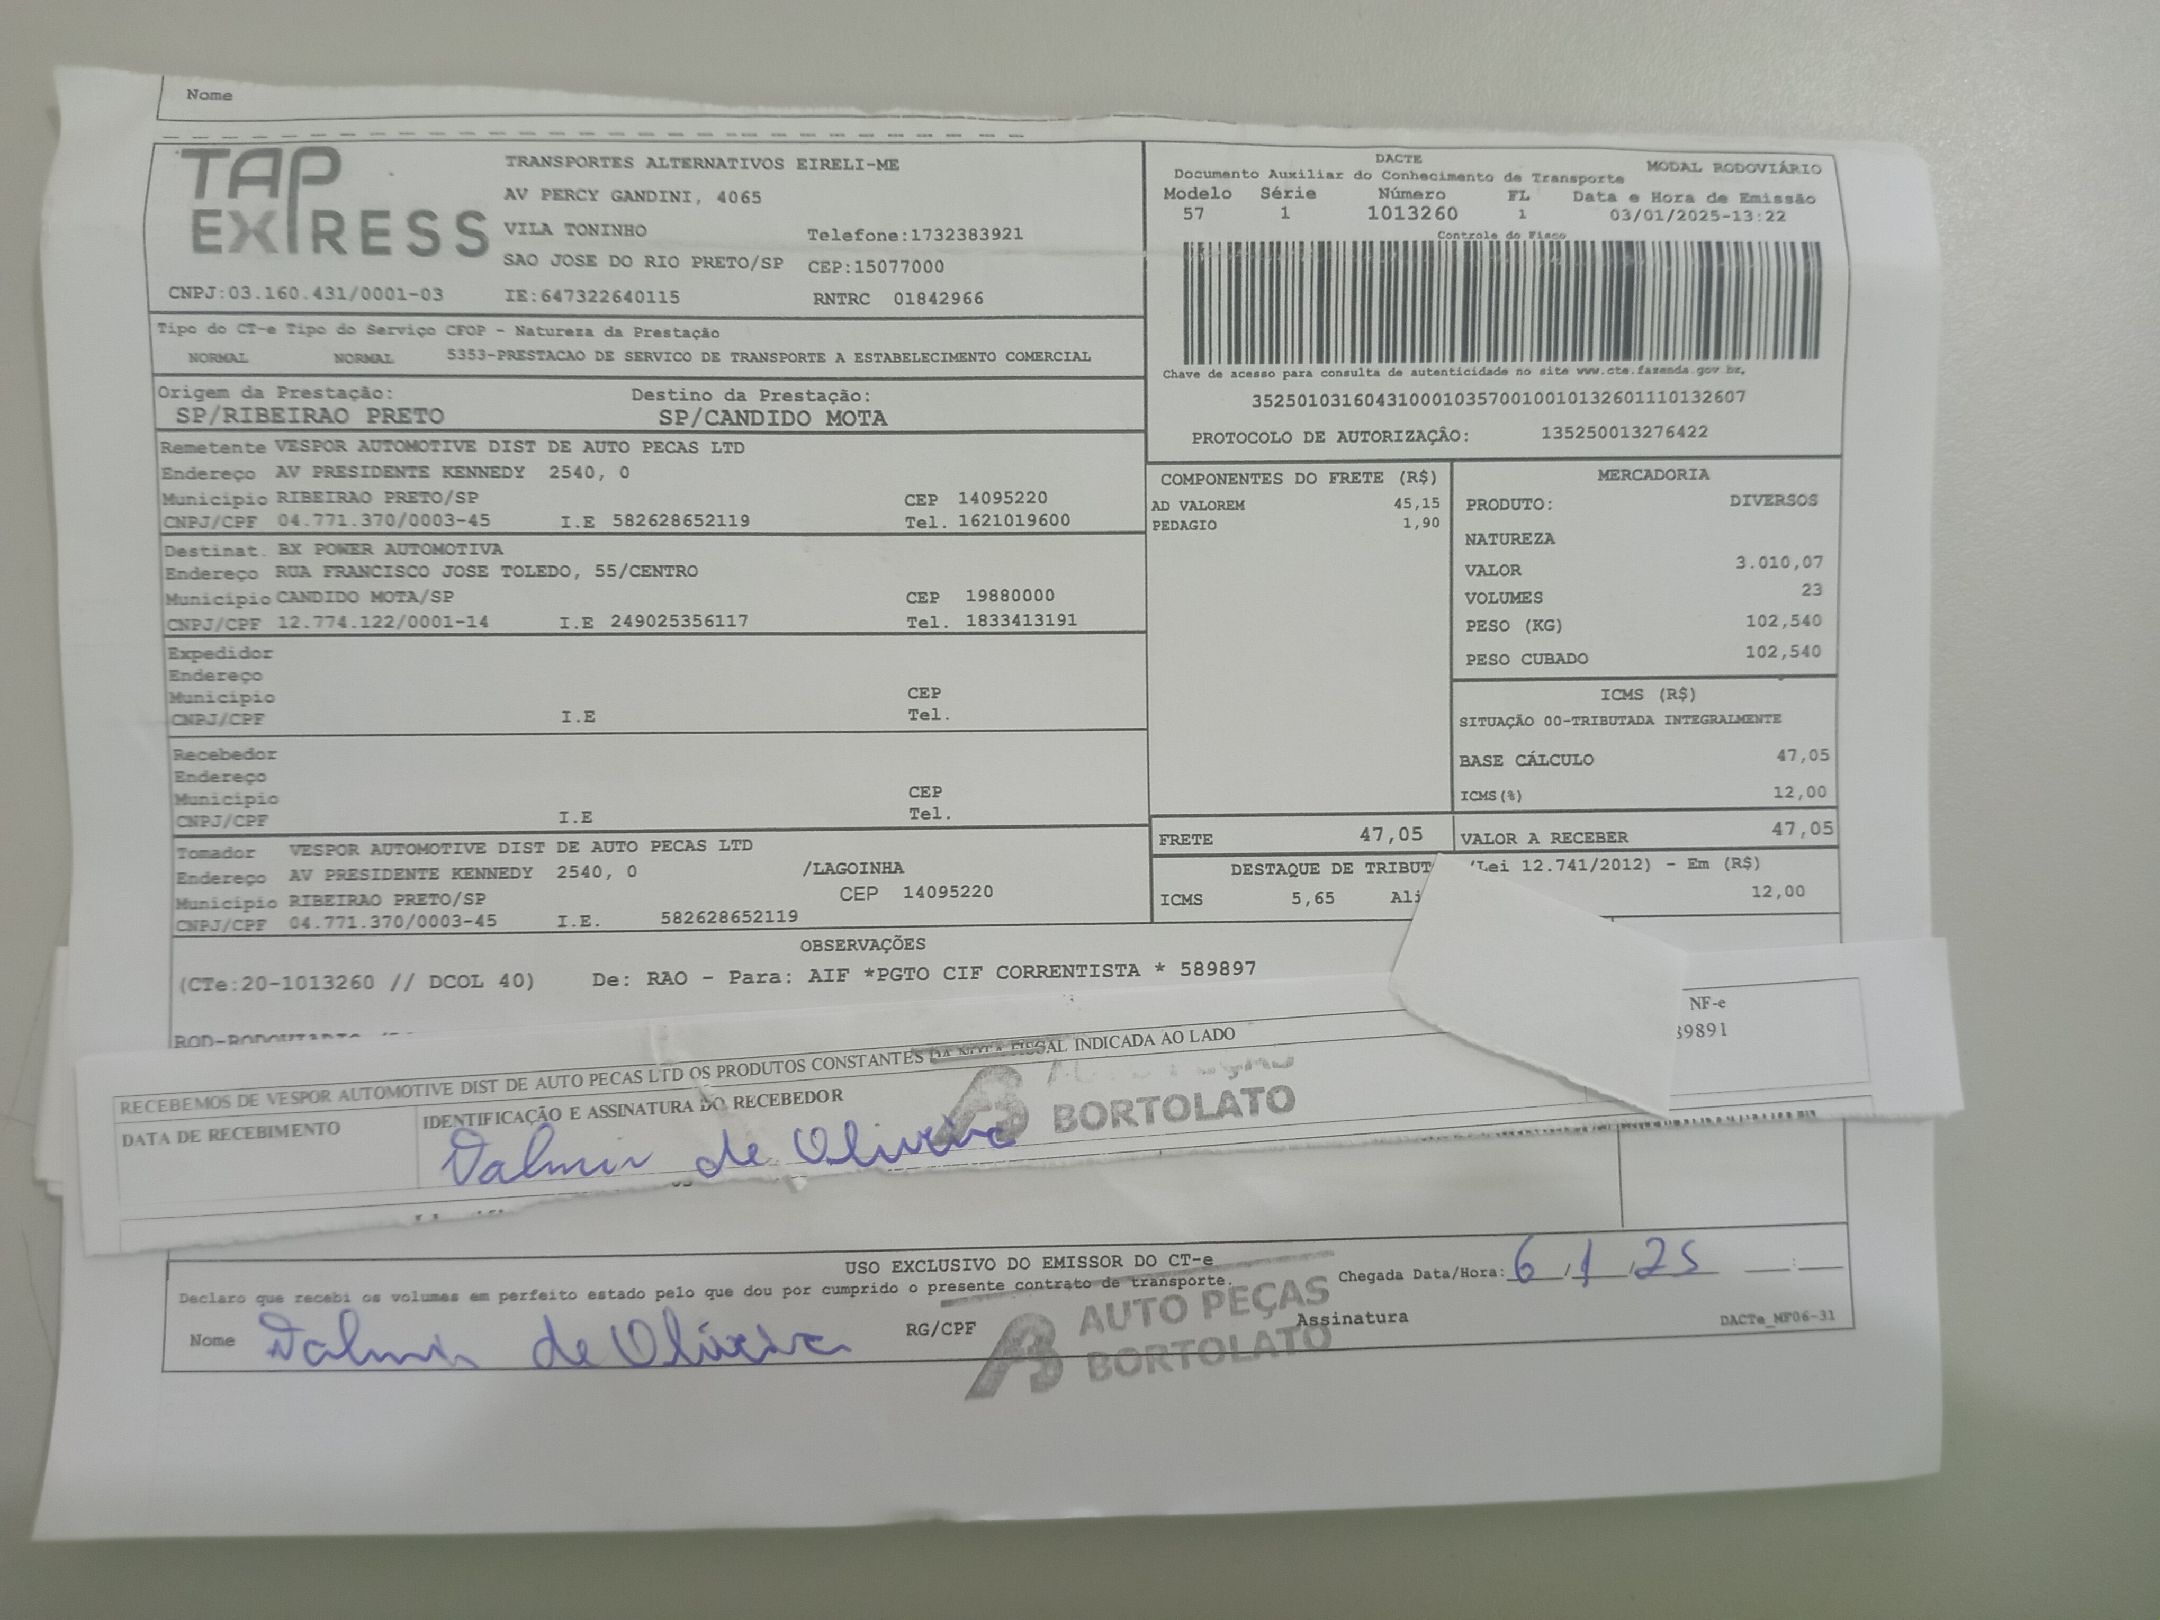 Nome
TAP EXPRESS
TRANSPORTES ALTERNATIVOS EIRELI-ME
AV PERCY GANDINI, 4065
VILA TONINHO Telefone:1732383921
SAO JOSE DO RIO PRETO/SP CEP:15077000
CNPJ:03.160.431/0001-03 IE:647322640115 RNTRC 01842966
DACTE MODAL RODOVIÁRIO
Documento Auxiliar do Conhecimento de Transporte
Modelo Série Número FL Data e Hora de Emissão
57 1 1013260 1 03/01/2025-13:22
Controle do Fisco
Chave de acesso para consulta de autenticidade no site www.cte.fazenda.gov.br.
35250103160431000103570010010132601110132607
PROTOCOLO DE AUTORIZAÇÃO: 135250013276422
Tipo do CT-e Tipo do Serviço CFOP - Natureza da Prestação
NORMAL NORMAL 5353-PRESTACAO DE SERVICO DE TRANSPORTE A ESTABELECIMENTO COMERCIAL
Origem da Prestação: Destino da Prestação:
SP/RIBEIRAO PRETO SP/CANDIDO MOTA
Remetente VESPOR AUTOMOTIVE DIST DE AUTO PECAS LTD
Endereço AV PRESIDENTE KENNEDY 2540, 0
Municipio RIBEIRAO PRETO/SP CEP 14095220
CNPJ/CPF 04.771.370/0003-45 I.E 582628652119 Tel. 1621019600
Destinat. BX POWER AUTOMOTIVA
Endereço RUA FRANCISCO JOSE TOLEDO, 55/CENTRO
Municipio CANDIDO MOTA/SP CEP 19880000
CNPJ/CPF 12.774.122/0001-14 I.E 249025356117 Tel. 1833413191
Expedidor
Endereço
Municipio CEP
CNPJ/CPF I.E Tel.
Recebedor
Endereço
Municipio CEP
CNPJ/CPF I.E Tel.
Tomador VESPOR AUTOMOTIVE DIST DE AUTO PECAS LTD
Endereço AV PRESIDENTE KENNEDY 2540, 0 /LAGOINHA
Municipio RIBEIRAO PRETO/SP CEP 14095220
CNPJ/CPF 04.771.370/0003-45 I.E. 582628652119
COMPONENTES DO FRETE (R$)
AD VALOREM 45,15
PEDAGIO 1,90
MERCADORIA
PRODUTO: DIVERSOS
NATUREZA
VALOR 3.010,07
VOLUMES 23
PESO (KG) 102,540
PESO CUBADO 102,540
ICMS (R$)
SITUAÇÃO 00-TRIBUTADA INTEGRALMENTE
BASE CÁLCULO 47,05
ICMS(%) 12,00
FRETE 47,05 VALOR A RECEBER 47,05
DESTAQUE DE TRIBUT Lei 12.741/2012) - Em (R$)
ICMS 5,65 Ali 12,00
OBSERVAÇÕES
(CTe:20-1013260 // DCOL 40) De: RAO - Para: AIF *PGTO CIF CORRENTISTA * 589897
NF-e
39891
RECEBEMOS DE VESPOR AUTOMOTIVE DIST DE AUTO PECAS LTD OS PRODUTOS CONSTANTES DA NOTA FISCAL INDICADA AO LADO
DATA DE RECEBIMENTO IDENTIFICAÇÃO E ASSINATURA DO RECEBEDOR
BORTOLATO
Dalmir de Oliveira
USO EXCLUSIVO DO EMISSOR DO CT-e
Declaro que recebi os volumes em perfeito estado pelo que dou por cumprido o presente contrato de transporte. Chegada Data/Hora: 6/1/25 __:__
Nome Dalmir de Oliveira RG/CPF Assinatura DACTe_MF06-31
AUTO PEÇAS
BORTOLATO